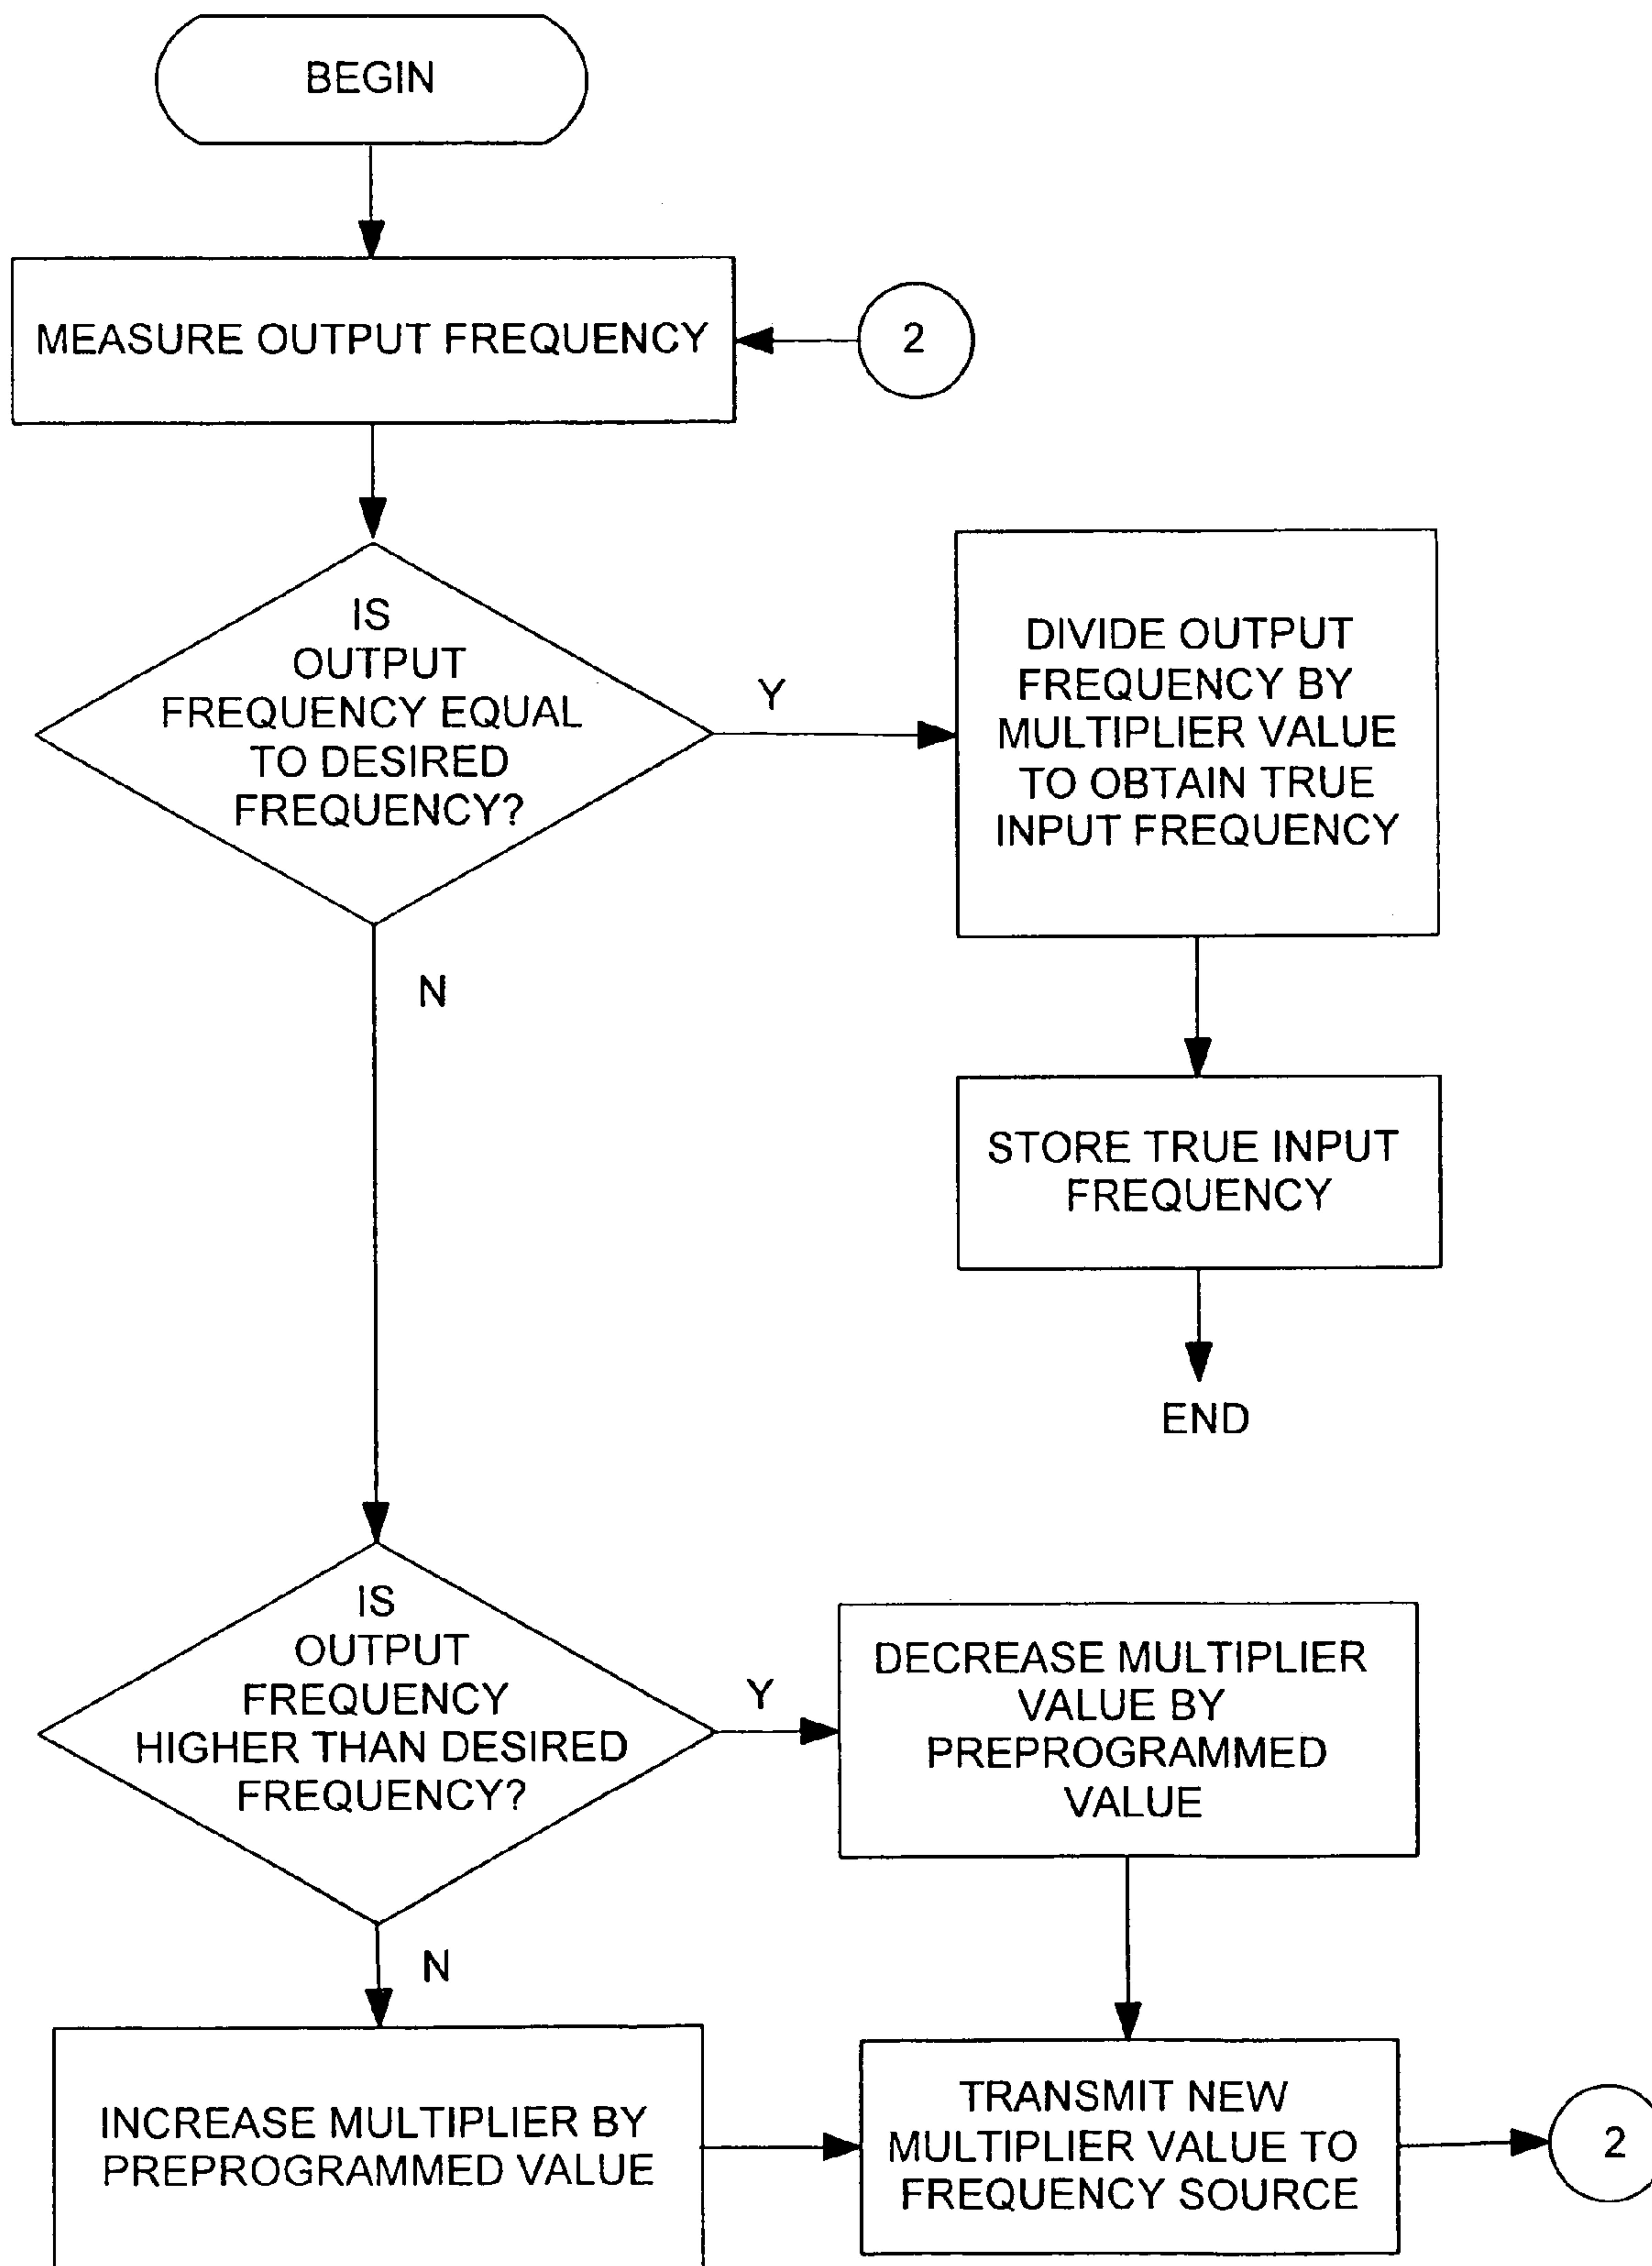 BEGIN
MEASURE OUTPUT FREQUENCY
2
IS
OUTPUT
FREQUENCY EQUAL
TO DESIRED
FREQUENCY?
Y
DIVIDE OUTPUT
FREQUENCY BY
MULTIPLIER VALUE
TO OBTAIN TRUE
INPUT FREQUENCY
N
STORE TRUE INPUT
FREQUENCY
END
IS
OUTPUT
FREQUENCY
HIGHER THAN DESIRED
FREQUENCY?
Y
DECREASE MULTIPLIER
VALUE BY
PREPROGRAMMED
VALUE
N
INCREASE MULTIPLIER BY
PREPROGRAMMED VALUE
TRANSMIT NEW
MULTIPLIER VALUE TO
FREQUENCY SOURCE
2